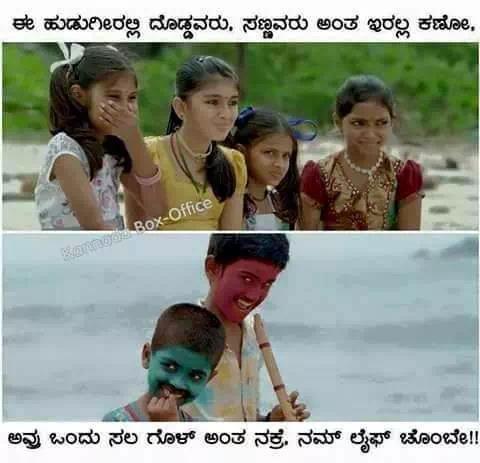 ಈ ಹುಡುಗೀರಲ್ಲಿ ದೊಡ್ಡವರು, ಸಣ್ಣವರು ಅಂತ ಇರಲ್ಲ ಕಣೋ,
Kannada Box-Office
ಅವ್ರು ಒಂದು ಸಲ ಗೊಳ್ ಅಂತ ನಕ್ರೆ, ನಮ್ ಲೈಫ್ ಚೊಂಬೇ!!